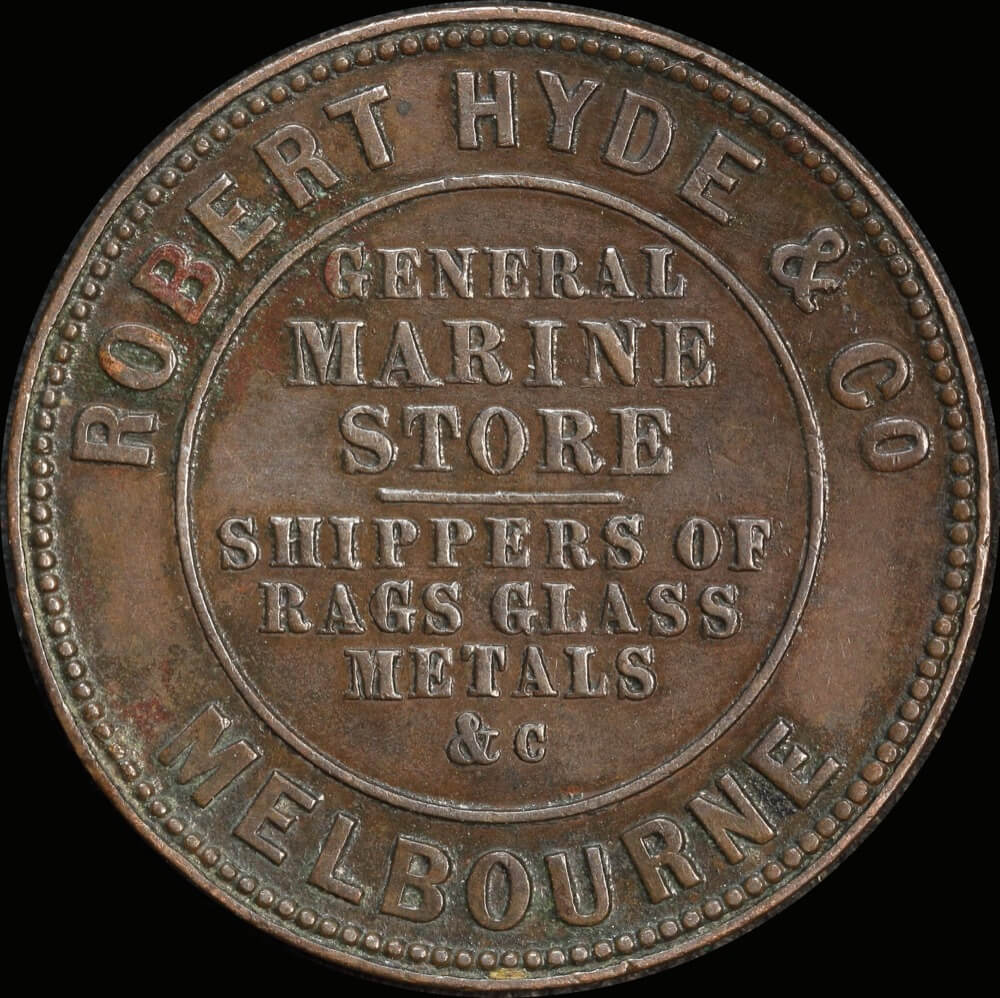 ROBERT HYDE & CO
GENERAL
MARINE
STORE
SHIPPERS OF
RAGS GLASS
METALS
& C
MELBOURNE